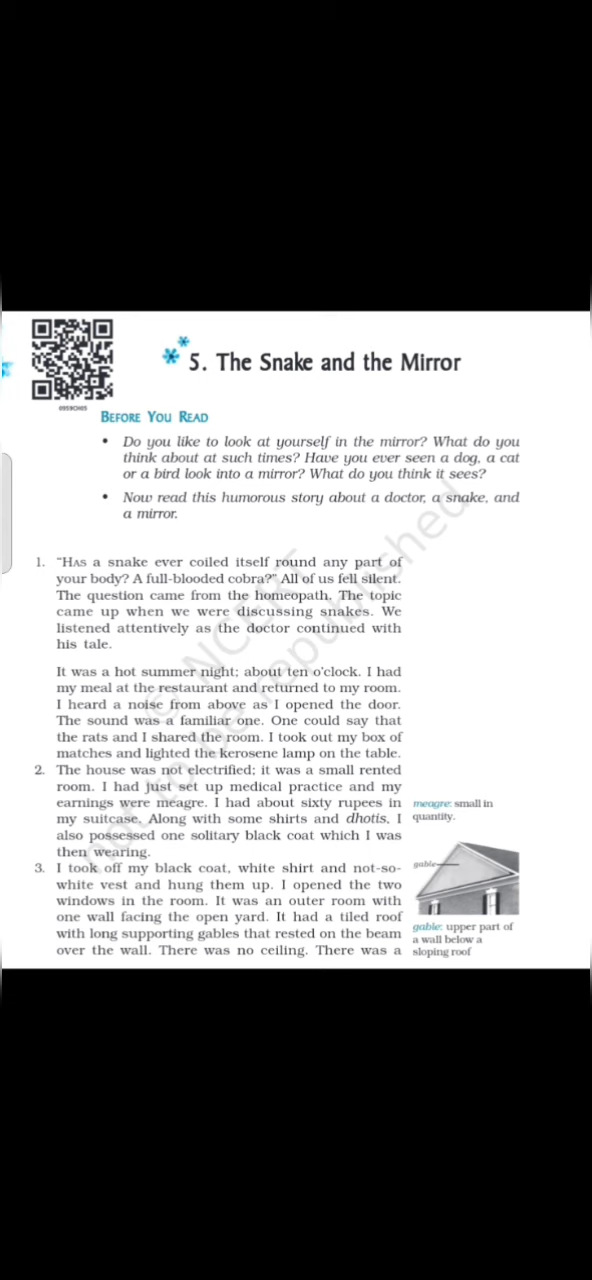 5. The Snake and the Mirror
0959CH05
BEFORE YOU READ
• Do you like to look at yourself in the mirror? What do you
think about at such times? Have you ever seen a dog, a cat
or a bird look into a mirror? What do you think it sees?
• Now read this humorous story about a doctor, a snake, and
a mirror.
1. “HAS a snake ever coiled itself round any part of
your body? A full-blooded cobra?” All of us fell silent.
The question came from the homeopath. The topic
came up when we were discussing snakes. We
listened attentively as the doctor continued with
his tale.
It was a hot summer night; about ten o’clock. I had
my meal at the restaurant and returned to my room.
I heard a noise from above as I opened the door.
The sound was a familiar one. One could say that
the rats and I shared the room. I took out my box of
matches and lighted the kerosene lamp on the table.
2. The house was not electrified; it was a small rented
room. I had just set up medical practice and my
earnings were meagre. I had about sixty rupees in
my suitcase. Along with some shirts and dhotis, I
also possessed one solitary black coat which I was
then wearing.
meagre: small in
quantity.
3. I took off my black coat, white shirt and not-so-
white vest and hung them up. I opened the two
windows in the room. It was an outer room with
one wall facing the open yard. It had a tiled roof
with long supporting gables that rested on the beam
over the wall. There was no ceiling. There was a
gable
gable: upper part of
a wall below a
sloping roof
© NCERT
not to be republished